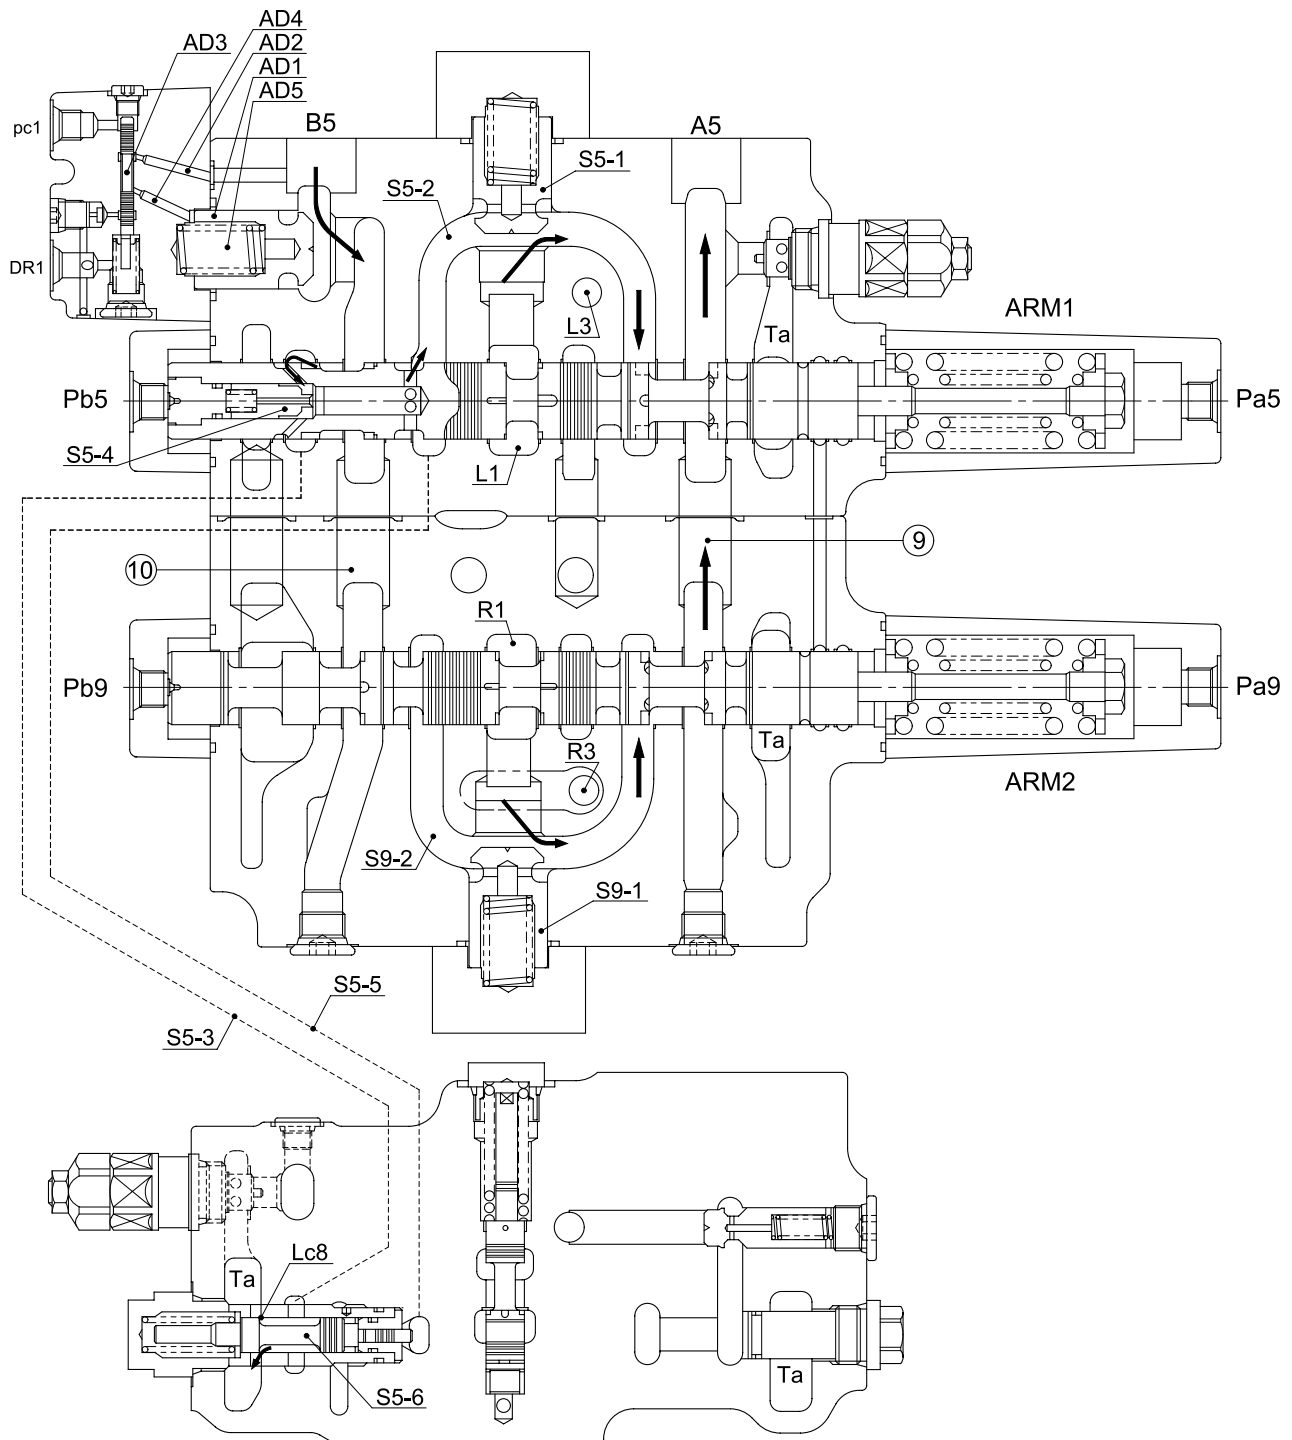 AD4
AD2
AD3
AD1
AD5
pc1
B5
A5
S5-1
S5-2
DR1
L3
Ta
ARM1
Pb5
Pa5
S5-4
L1
9
10
R1
Pb9
Pa9
Ta
R3
ARM2
S9-2
S9-1
S5-5
S5-3
Lc8
Ta
S5-6
Ta